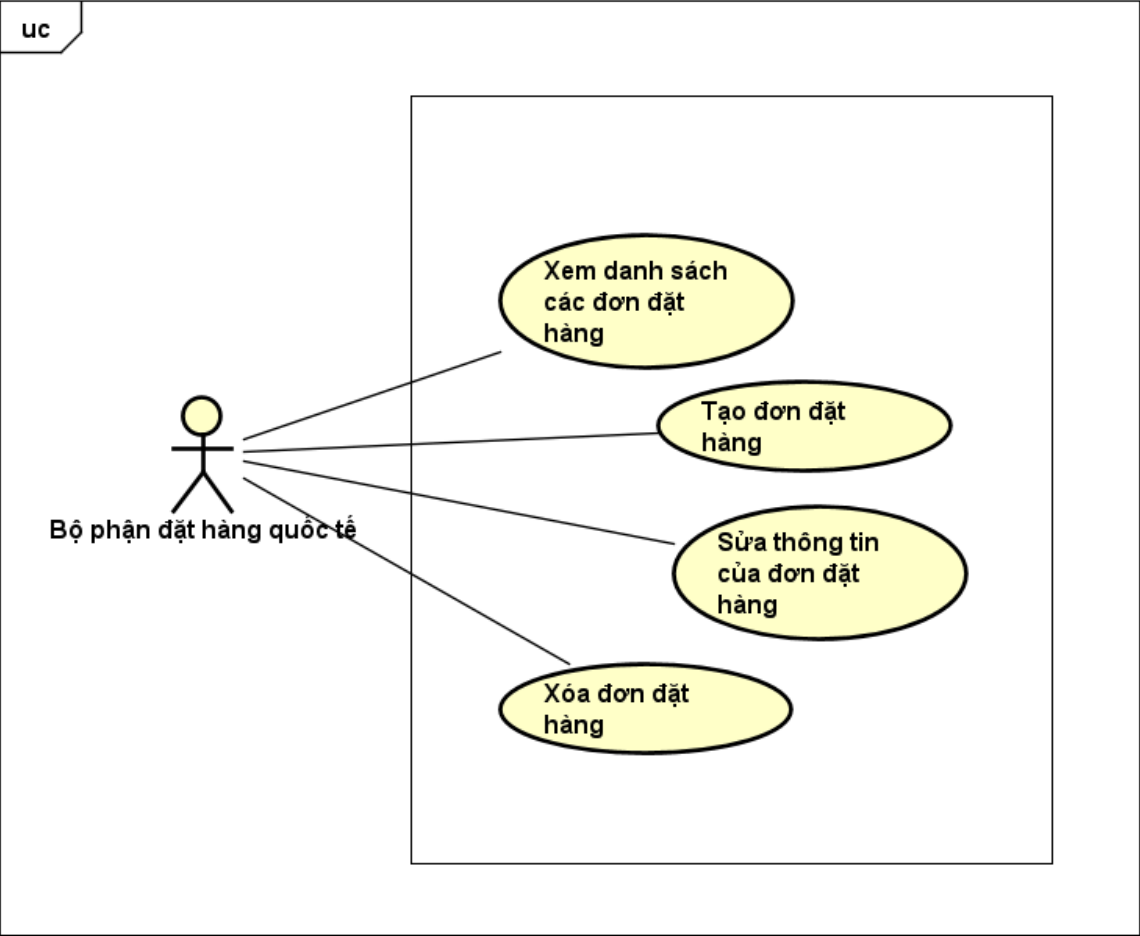 uc
Xem danh sách
các đơn đặt
hàng
Tạo đơn đặt
hàng
Bộ phận đặt hàng quốc tế
Sửa thông tin
của đơn đặt
hàng
Xóa đơn đặt
hàng